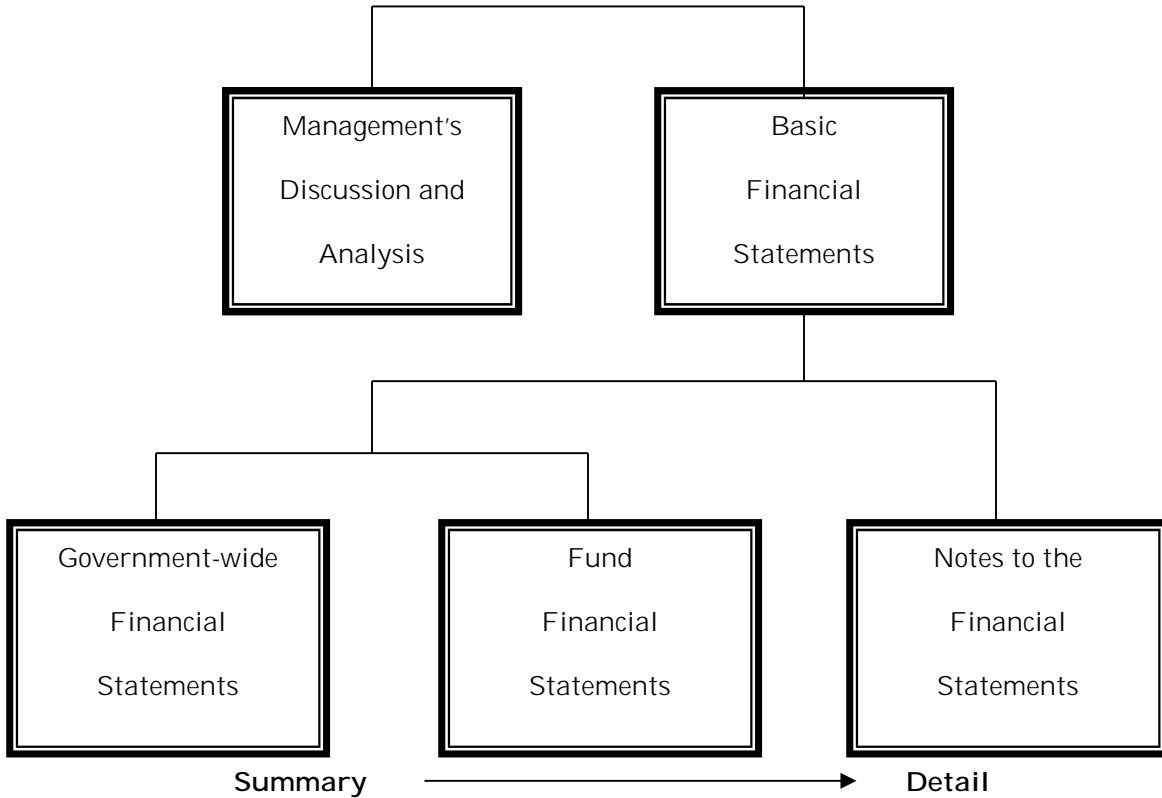 Management's
Discussion and
Analysis
Basic
Financial
Statements
Government-wide
Financial
Statements
Fund
Financial
Statements
Notes to the
Financial
Statements
Summary
Detail